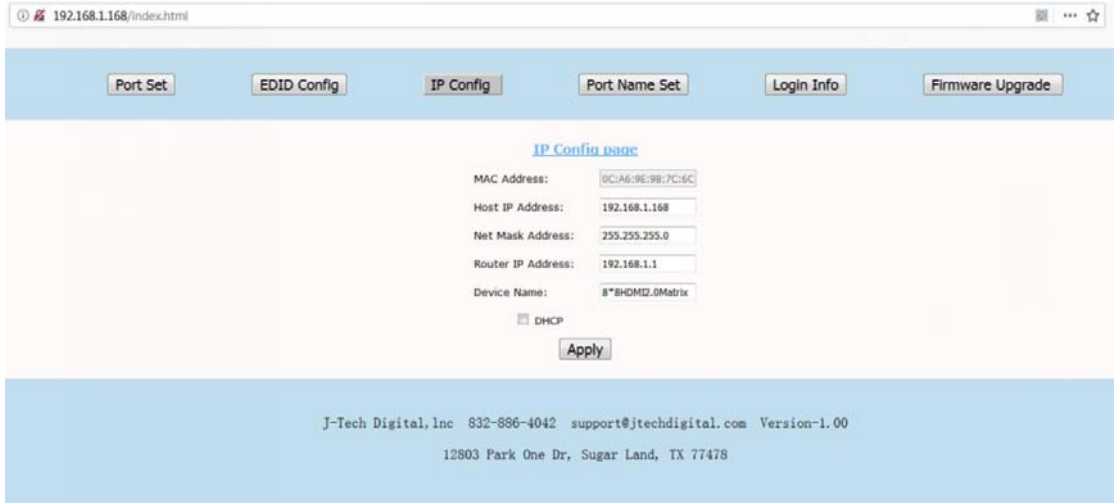 192.168.1.168/index.html
Port Set EDID Config IP Config Port Name Set Login Info Firmware Upgrade
IP Config page
MAC Address: 0C:A6:9E:9B:7C:6C
Host IP Address: 192.168.1.168
Net Mask Address: 255.255.255.0
Router IP Address: 192.168.1.1
Device Name: 8*8HDMI2.0Matrix
DHCP
Apply
J-Tech Digital,lnc 832-886-4042 support@jtechdigital.com Version-1.00
12803 Park One Dr, Sugar Land, TX 77478